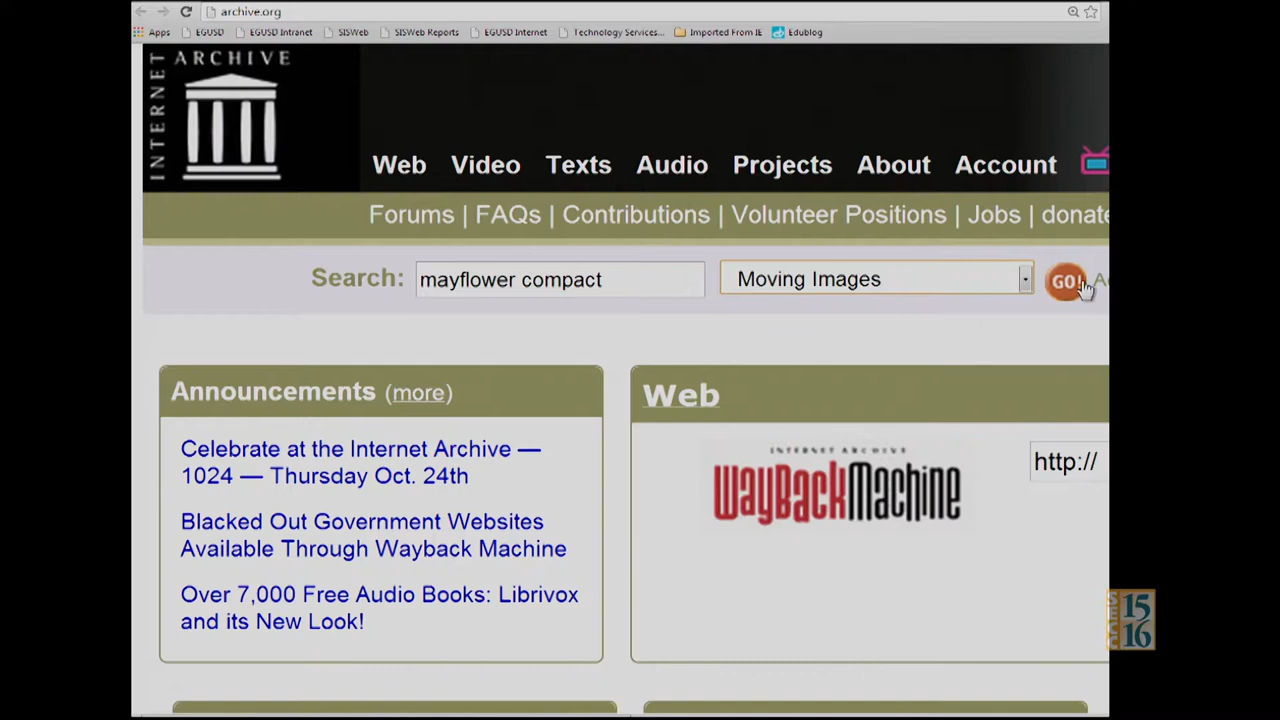 archive.org
Apps EGUSD EGUSD Intranet SISWeb SISWeb Reports EGUSD Internet Technology Services... Imported From IE Edublog
INTERNET ARCHIVE
Web Video Texts Audio Projects About Account
Forums | FAQs | Contributions | Volunteer Positions | Jobs | donate
Search: mayflower compact Moving Images GO!
Announcements (more)
Celebrate at the Internet Archive —
1024 — Thursday Oct. 24th
Blacked Out Government Websites
Available Through Wayback Machine
Over 7,000 Free Audio Books: Librivox
and its New Look!
Web
INTERNET ARCHIVE
WayBackMachine
http://
15
16